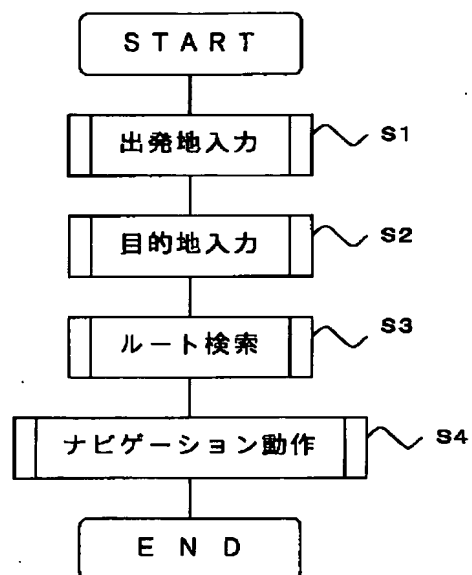 START
出発地入力 S1
目的地入力 S2
ルート検索 S3
ナビゲーション動作 S4
END